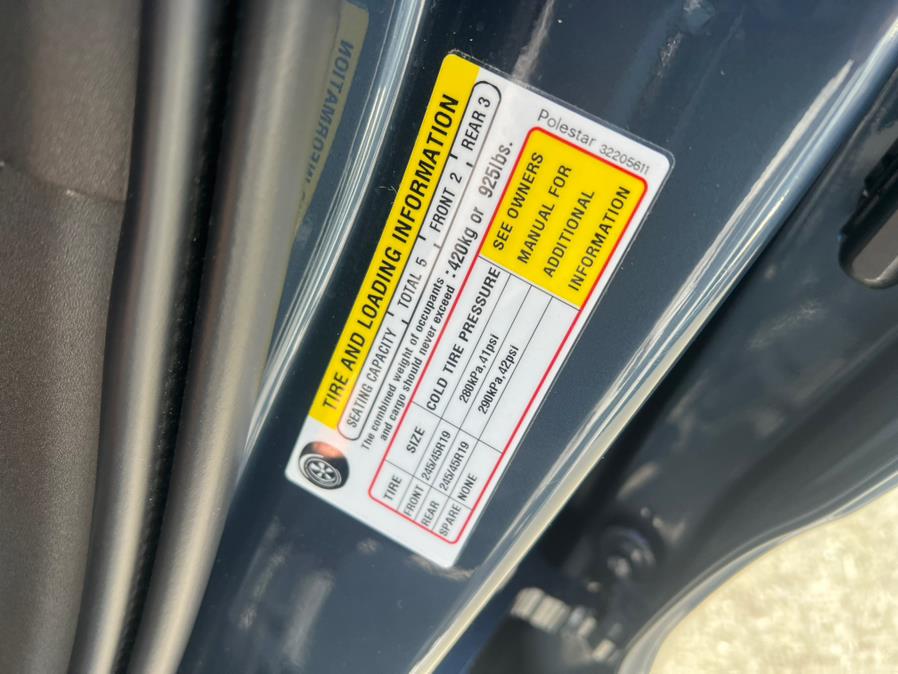 TIRE AND LOADING INFORMATION
SEATING CAPACITY TOTAL 5 FRONT 2 REAR 3
The combined weight of occupants
and cargo should never exceed : 420kg or 925lbs.
TIRE SIZE COLD TIRE PRESSURE
FRONT 245/45R19 280kPa,41psi
REAR 245/45R19 290kPa,42psi
SPARE NONE
SEE OWNERS
MANUAL FOR
ADDITIONAL
INFORMATION
Polestar 32205611
INFORMATION